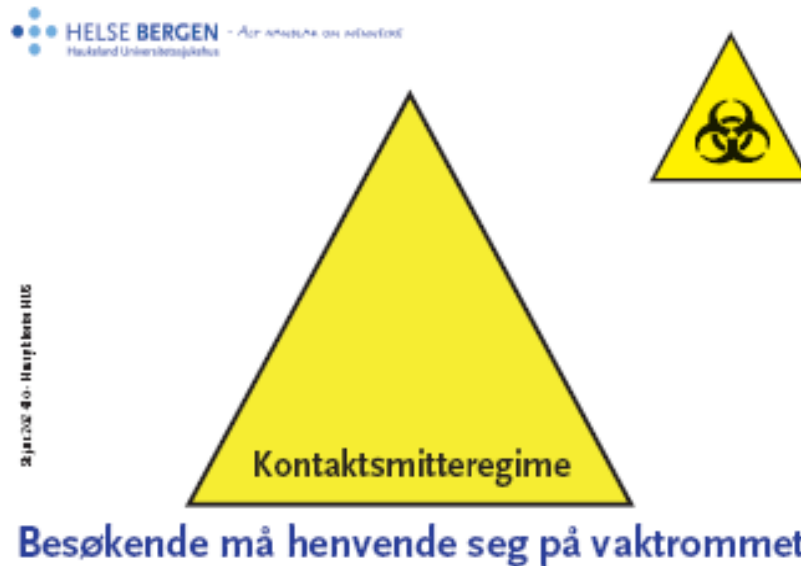 HELSE BERGEN
Haukeland Universitetssjukehus
Kontaktsmitteregime
Besøkende må henvende seg på vaktrommet